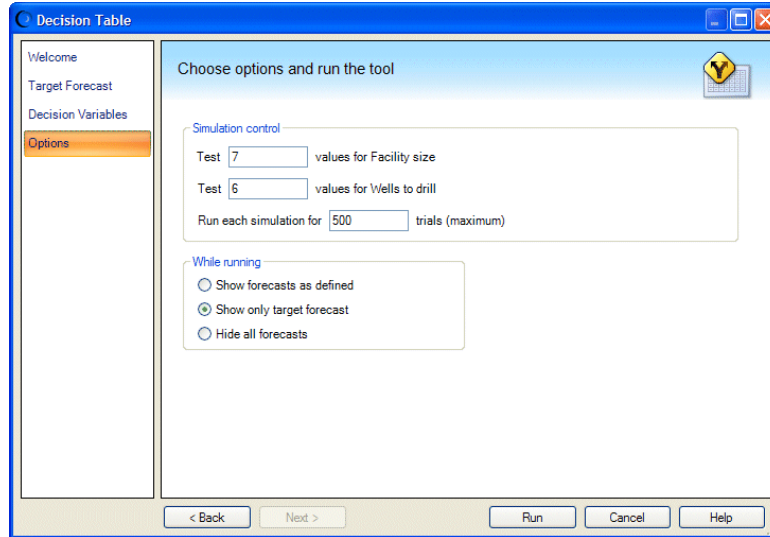 Decision Table
Welcome
Target Forecast
Decision Variables
Options
Choose options and run the tool
Simulation control
Test 7 values for Facility size
Test 6 values for Wells to drill
Run each simulation for 500 trials (maximum)
While running
Show forecasts as defined
Show only target forecast
Hide all forecasts
< Back Next > Run Cancel Help